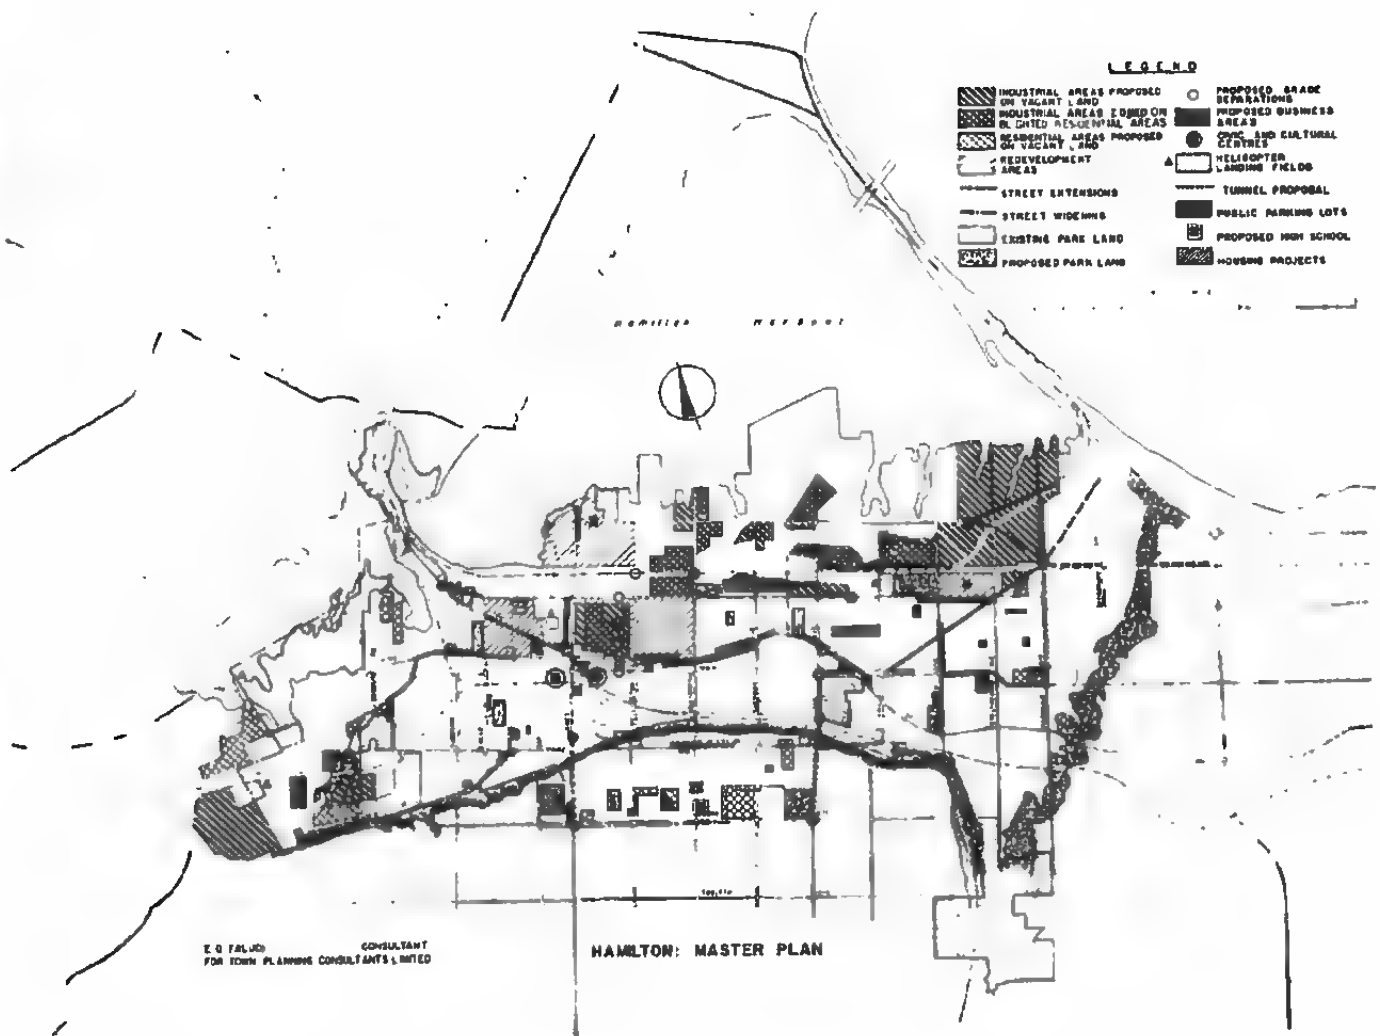 LEGEND
INDUSTRIAL AREAS PROPOSED
ON VACANT LAND
INDUSTRIAL AREAS ZONED ON
BLIGHTED RESIDENTIAL AREAS
RESIDENTIAL AREAS PROPOSED
ON VACANT LAND
REDEVELOPMENT
AREAS
STREET EXTENSIONS
STREET WIDENING
EXISTING PARK LAND
PROPOSED PARK LAND
PROPOSED GRADE
SEPARATIONS
PROPOSED BUSINESS
AREAS
CIVIC AND CULTURAL
CENTRES
HELICOPTER
LANDING FIELDS
TUNNEL PROPOSAL
PUBLIC PARKING LOTS
PROPOSED HIGH SCHOOL
HOUSING PROJECTS
Hamilton Harbour
E G FALUDI CONSULTANT
FOR TOWN PLANNING CONSULTANTS LIMITED
HAMILTON: MASTER PLAN